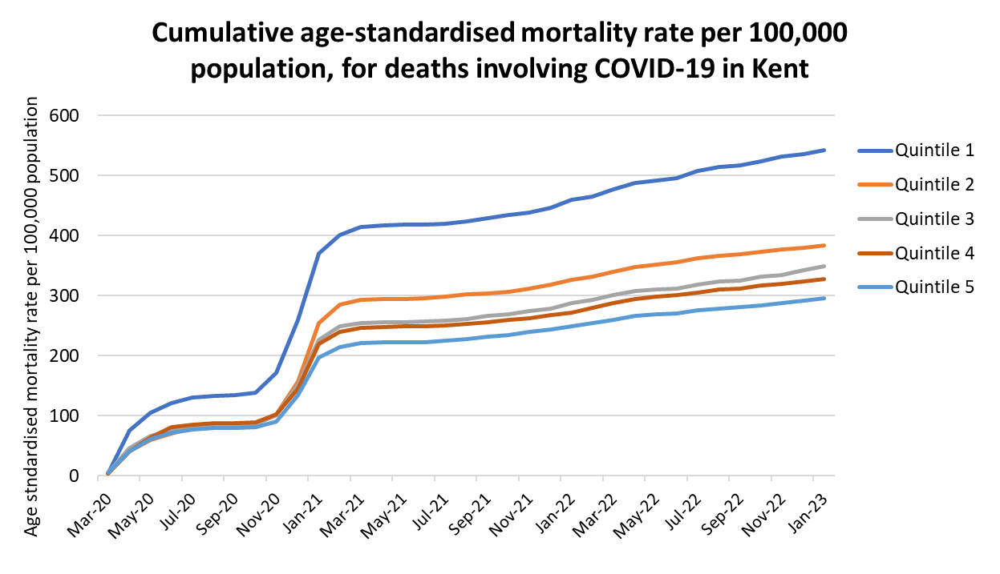 Cumulative age-standardised mortality rate per 100,000
population, for deaths involving COVID-19 in Kent
Age stndardised mortality rate per 100,000 population
600
500
400
300
200
100
0
Mar-20
May-20
Jul-20
Sep-20
Nov-20
Jan-21
Mar-21
May-21
Jul-21
Sep-21
Nov-21
Jan-22
Mar-22
May-22
Jul-22
Sep-22
Nov-22
Jan-23
Quintile 1
Quintile 2
Quintile 3
Quintile 4
Quintile 5